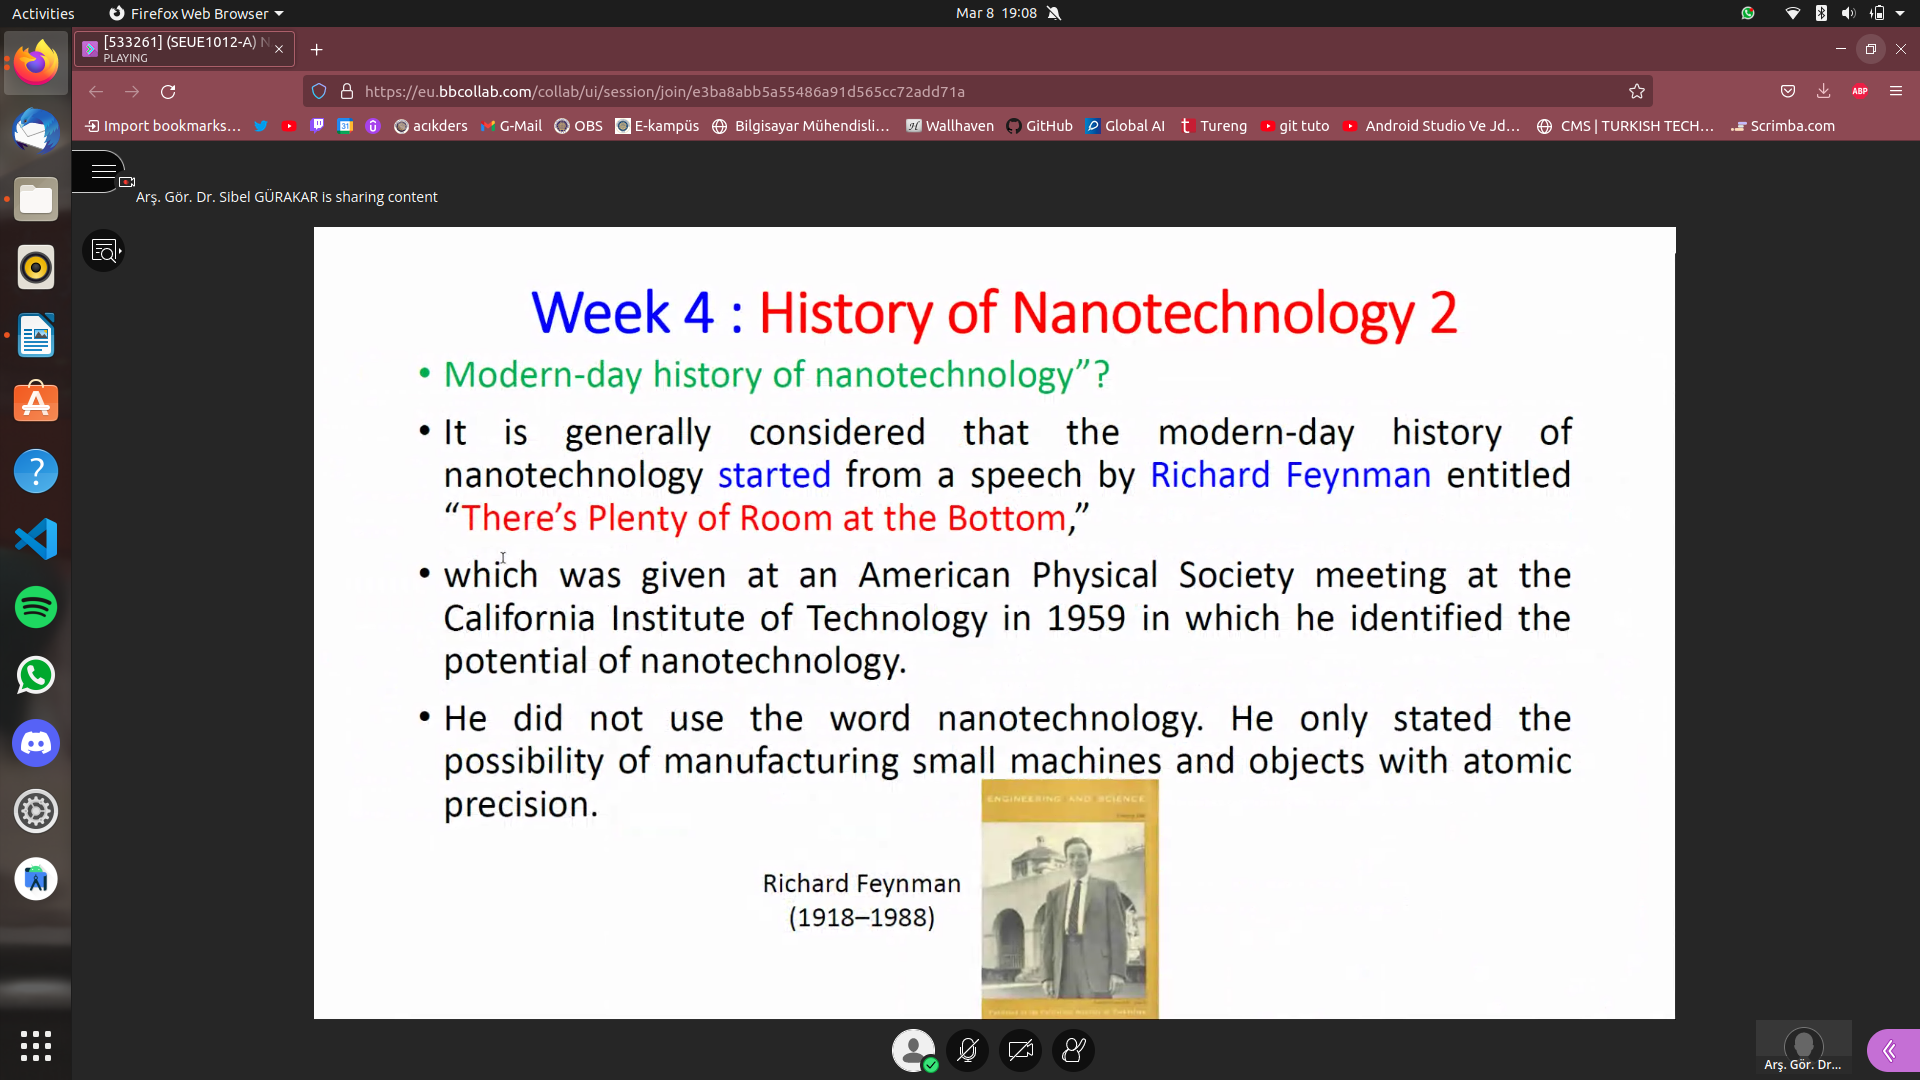 Activities
Firefox Web Browser
Mar 8 19:08
[533261] (SEUE1012-A) N
PLAYING
https://eu.bbcollab.com/collab/ui/session/join/e3ba8abb5a55486a91d565cc72add71a
ABP
Import bookmarks...
31
acıkders
G-Mail
OBS
E-kampüs
Bilgisayar Mühendisli...
Wallhaven
GitHub
Global AI
Tureng
git tuto
Android Studio Ve Jd...
CMS | TURKISH TECH...
Scrimba.com
Arş. Gör. Dr. Sibel GÜRAKAR is sharing content
Week 4 : History of Nanotechnology 2
• Modern-day history of nanotechnology”?
• It is generally considered that the modern-day history of
nanotechnology started from a speech by Richard Feynman entitled
“There’s Plenty of Room at the Bottom,”
• which was given at an American Physical Society meeting at the
California Institute of Technology in 1959 in which he identified the
potential of nanotechnology.
• He did not use the word nanotechnology. He only stated the
possibility of manufacturing small machines and objects with atomic
precision.
ENGINEERING AND SCIENCE
Richard Feynman
(1918–1988)
Arş. Gör. Dr...